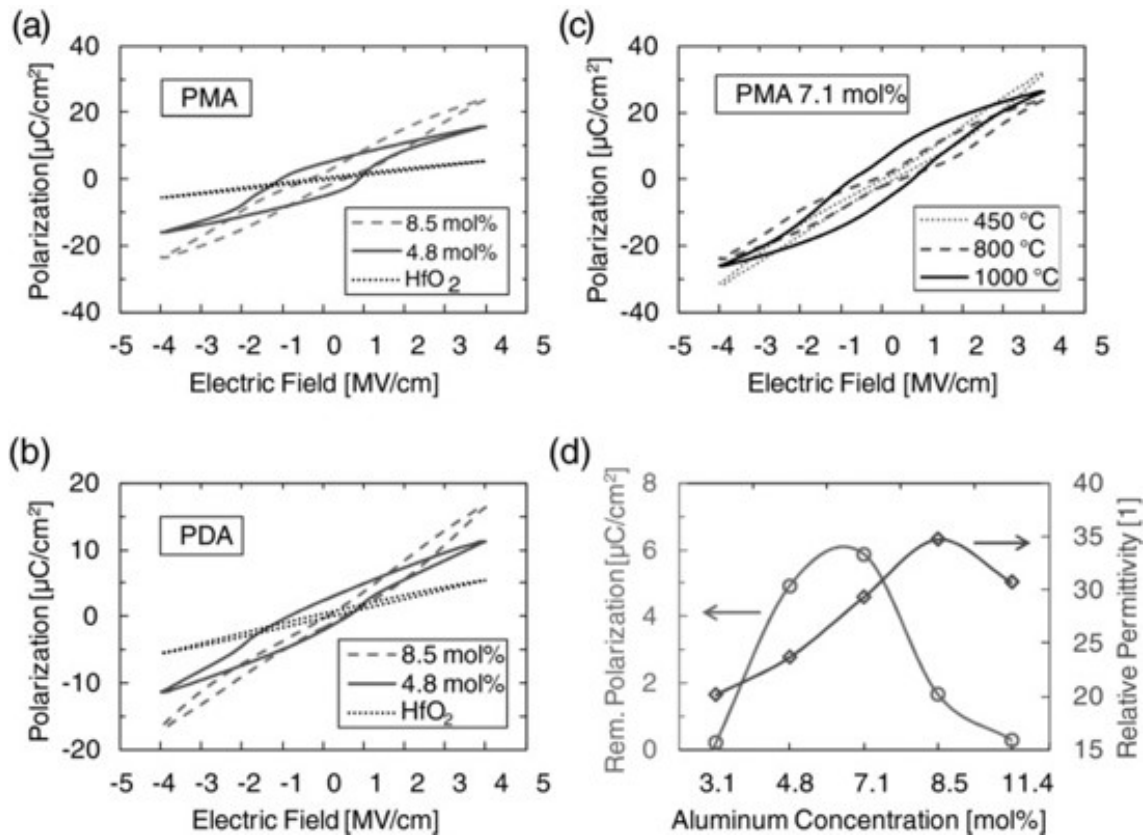 (a)
40
20
0
-20
-40
Polarization[µC/cm²]
PMA
8.5 mol%
4.8 mol%
HfO₂
-5 -4 -3 -2 -1 0 1 2 3 4 5
Electric Field [MV/cm]
(c)
40
20
0
-20
-40
Polarization [µC/cm²]
PMA 7.1 mol%
450 °C
800 °C
1000 °C
-5 -4 -3 -2 -1 0 1 2 3 4 5
Electric Field [MV/cm]
(b)
20
10
0
-10
-20
Polarization [µC/cm²]
PDA
8.5 mol%
4.8 mol%
HfO₂
-5 -4 -3 -2 -1 0 1 2 3 4 5
Electric Field [MV/cm]
(d)
8
6
4
2
0
Rem. Polarization[µC/cm²]
40
35
30
25
20
15
Relative Permittivity [1]
3.1 4.8 7.1 8.5 11.4
Aluminum Concentration [mol%]